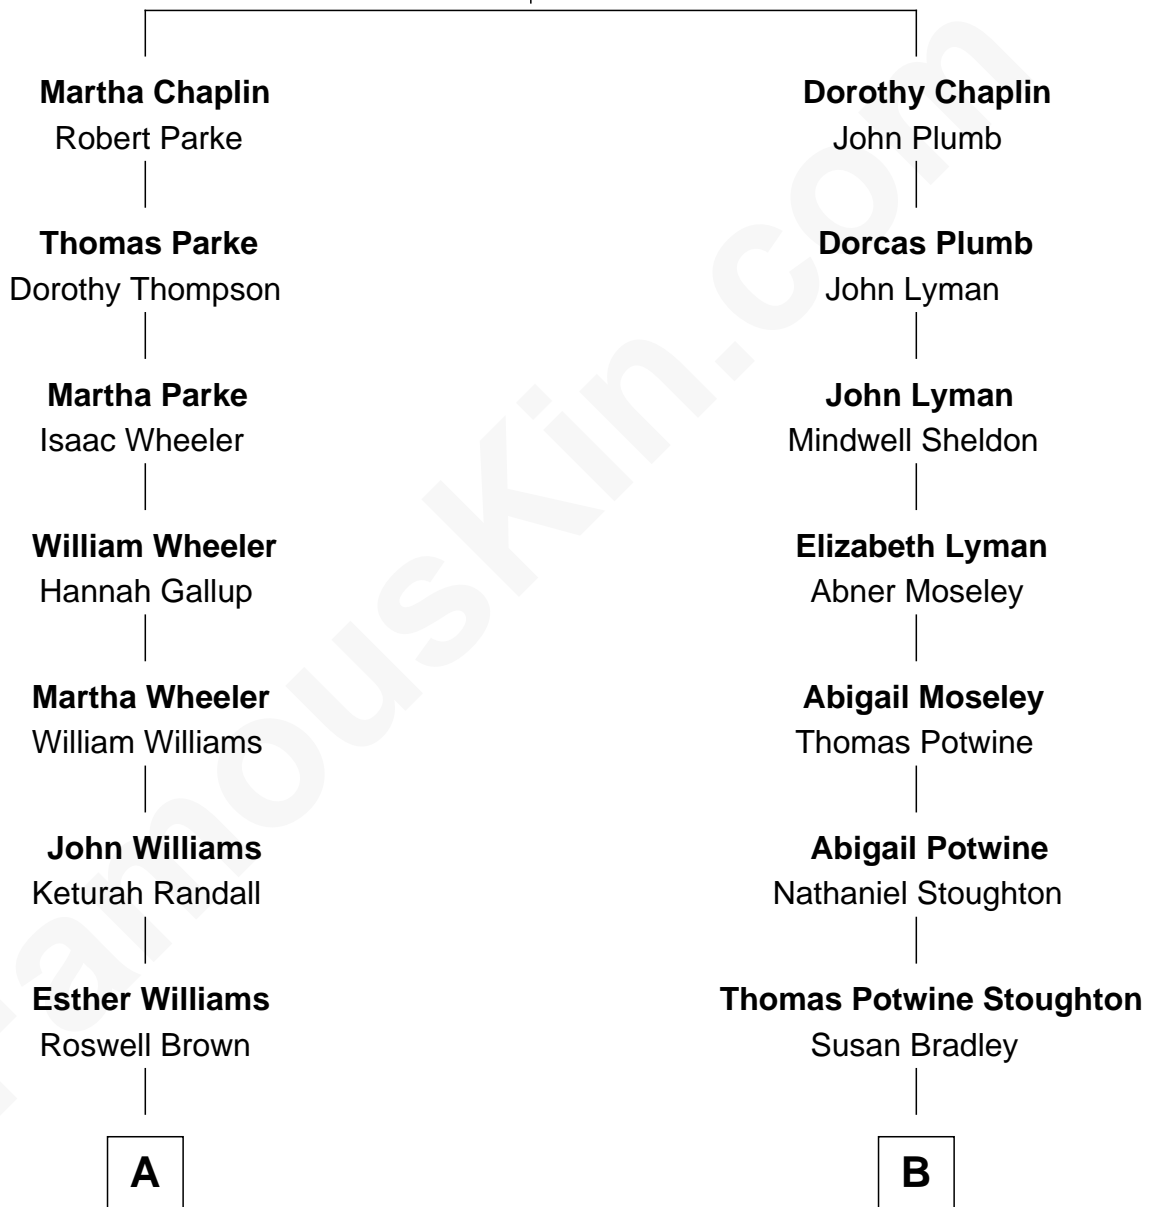 Martha Chaplin
Robert Parke
Dorothy Chaplin
John Plumb
Thomas Parke
Dorothy Thompson
Dorcas Plumb
John Lyman
Martha Parke
Isaac Wheeler
John Lyman
Mindwell Sheldon
William Wheeler
Hannah Gallup
Elizabeth Lyman
Abner Moseley
Martha Wheeler
William Williams
Abigail Moseley
Thomas Potwine
John Williams
Keturah Randall
Abigail Potwine
Nathaniel Stoughton
Esther Williams
Roswell Brown
Thomas Potwine Stoughton
Susan Bradley
A
B
FamousKin.com